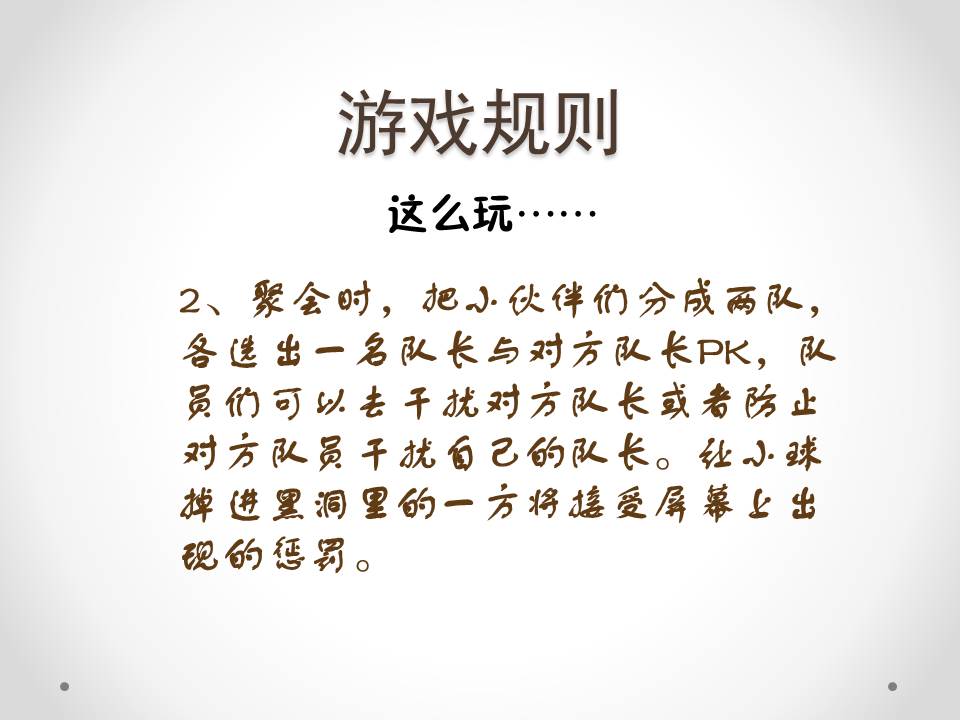 游戏规则
这么玩……
2、聚会时，把小伙伴们分成两队，
各选出一名队长与对方队长PK，队
员们可以去干扰对方队长或者防止
对方队员干扰自己的队长。让小球
掉进黑洞里的一方将接受屏幕上出
现的惩罚。